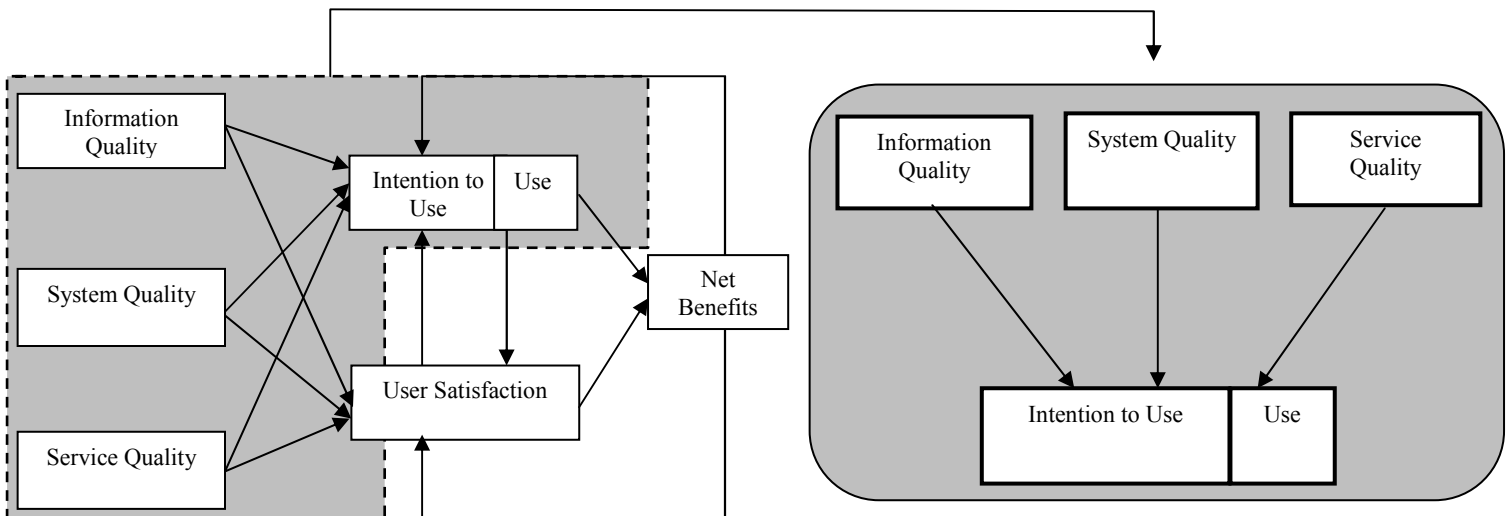 Information
Quality
Intention to
Use
Use
System Quality
Net
Benefits
User Satisfaction
Service Quality
Information
Quality
System Quality
Service
Quality
Intention to Use
Use